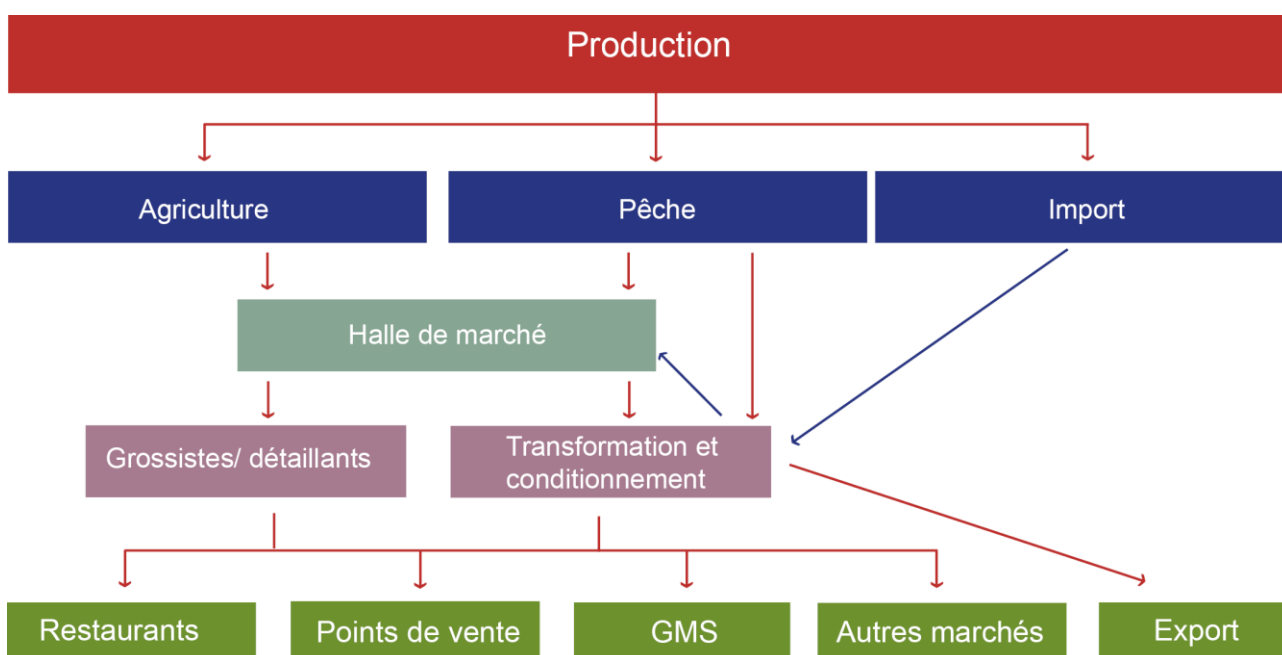 Production
Agriculture
Pêche
Import
Halle de marché
Grossistes/ détaillants
Transformation et
conditionnement
Restaurants
Points de vente
GMS
Autres marchés
Export